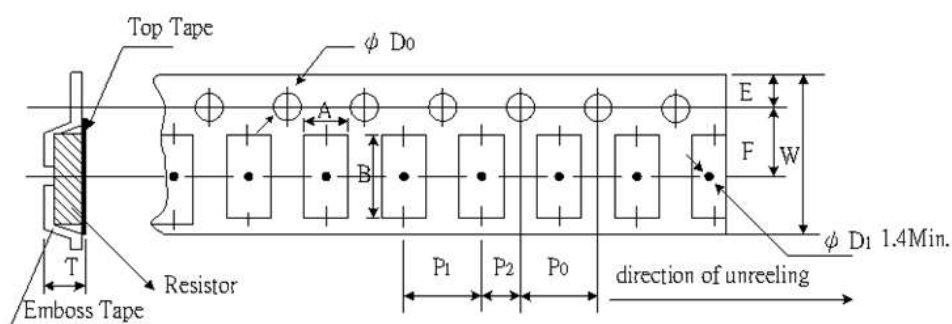 Top Tape
ϕ D0
A
E
B
F
W
ϕ D1 1.4Min.
T
P1
P2
P0
direction of unreeling
Resistor
Emboss Tape